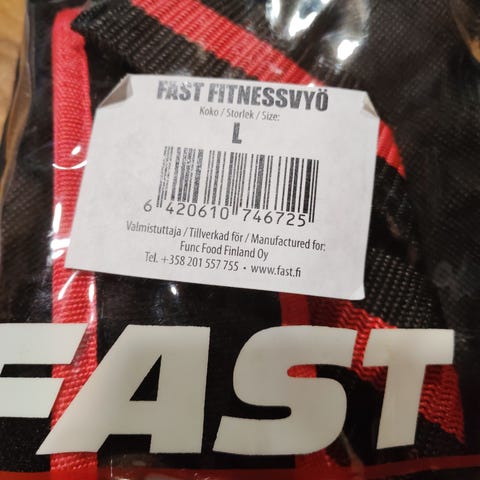 FAST FITNESSVYÖ
Koko / Storlek / Size:
L
6 420610 746725
Valmistuttaja / Tillverkad för / Manufactured for:
Func Food Finland Oy
Tel. +358 201 557 755 • www.fast.fi
FAST